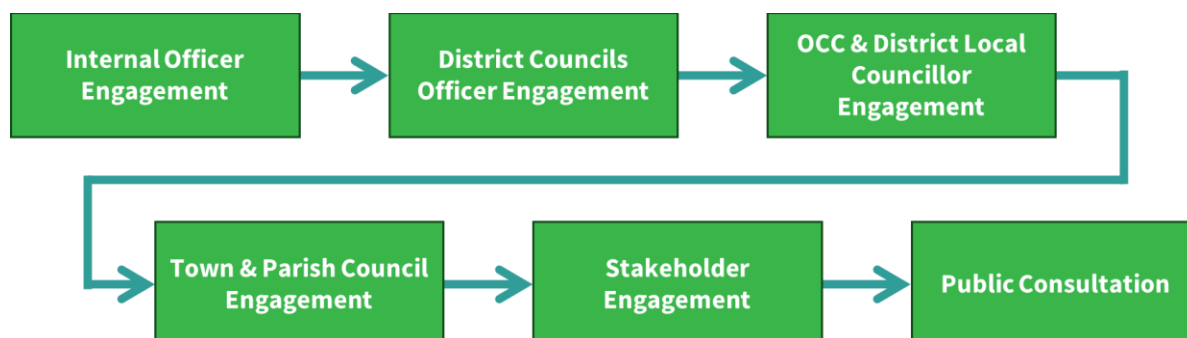 Internal Officer
Engagement
District Councils
Officer Engagement
OCC & District Local
Councillor
Engagement
Town & Parish Council
Engagement
Stakeholder
Engagement
Public Consultation